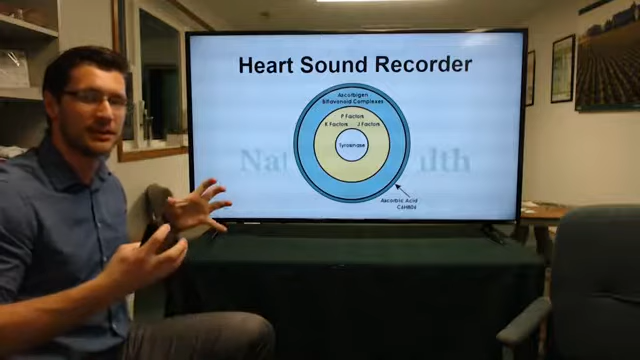 Heart Sound Recorder
Ascorbigen
Bioflavonoid Complexes
P Factors
K Factors J Factors
Tyrosinase
Ascorbic Acid
C6H8O6